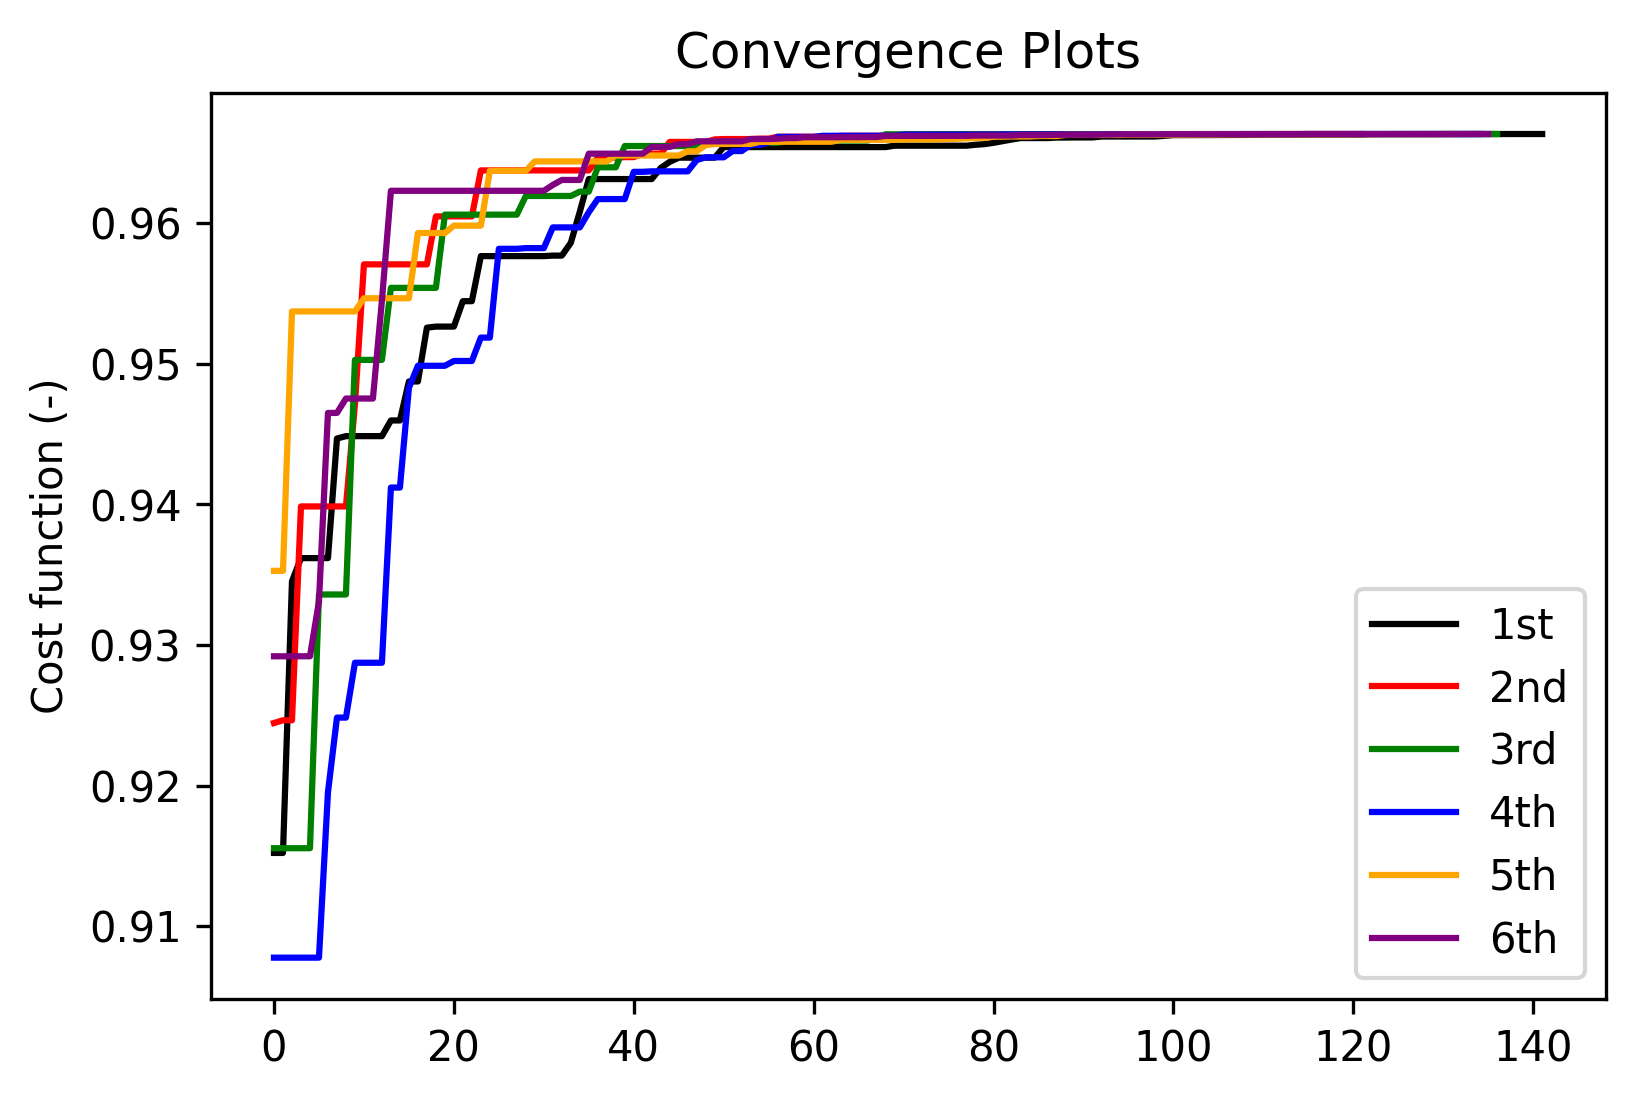 Convergence Plots
Cost function (-)
0.96
0.95
0.94
0.93
0.92
0.91
0 20 40 60 80 100 120 140
1st
2nd
3rd
4th
5th
6th